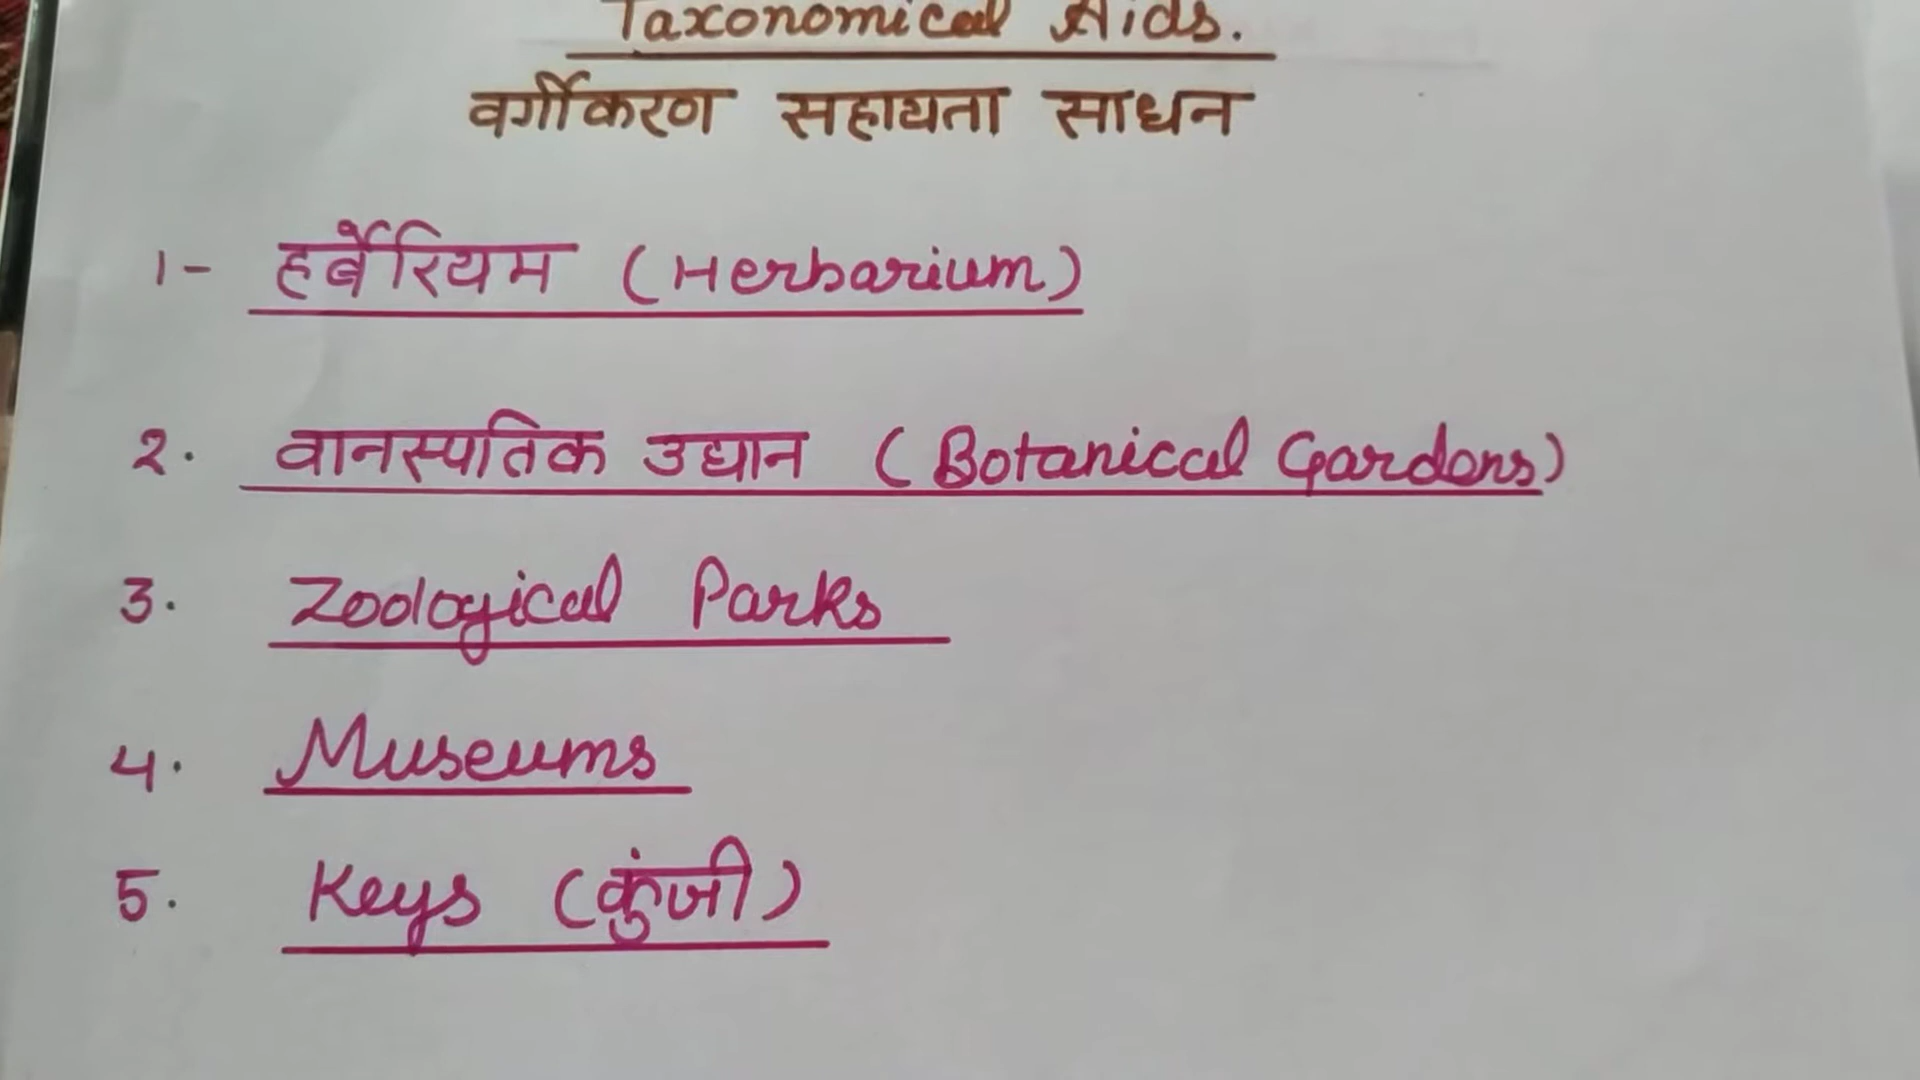 Taxonomical Aids.
वर्गीकरण सहायता साधन
1- हर्बेरियम (Herbarium)
2. वानस्पतिक उद्यान (Botanical Gardens)
3. Zoological Parks
4. Museums
5. Keys (कुंजी)